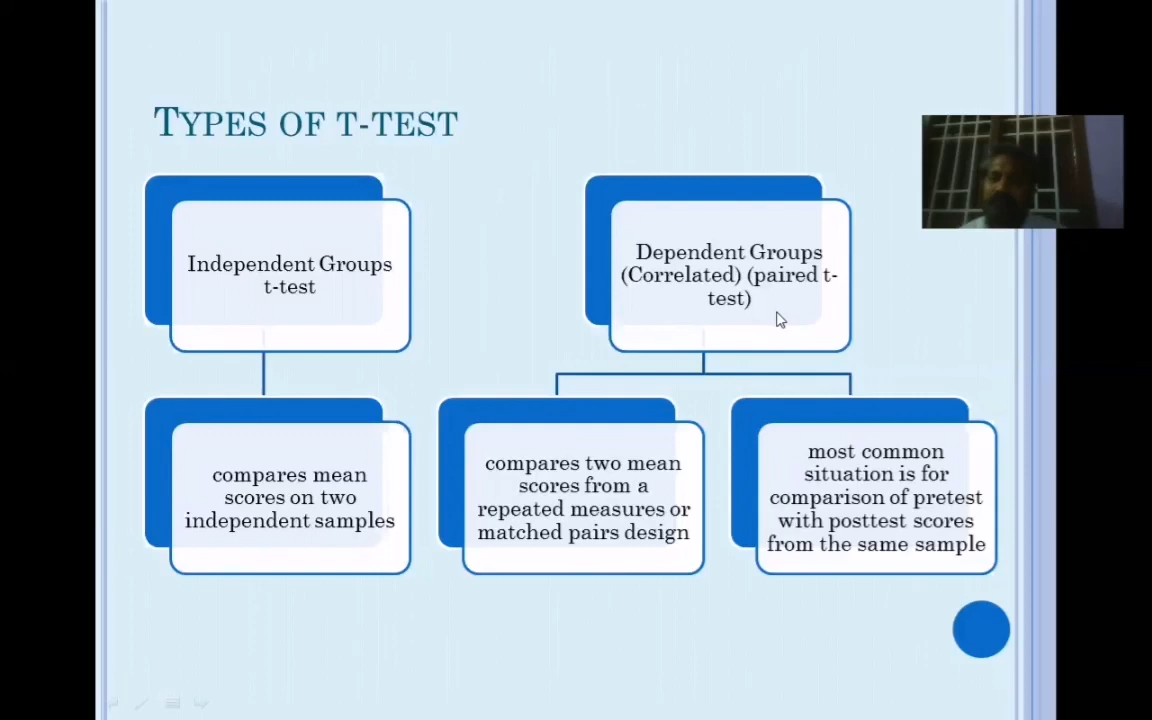 TYPES OF T-TEST
Independent Groups
t-test
Dependent Groups
(Correlated) (paired t-
test)
compares mean
scores on two
independent samples
compares two mean
scores from a
repeated measures or
matched pairs design
most common
situation is for
comparison of pretest
with posttest scores
from the same sample